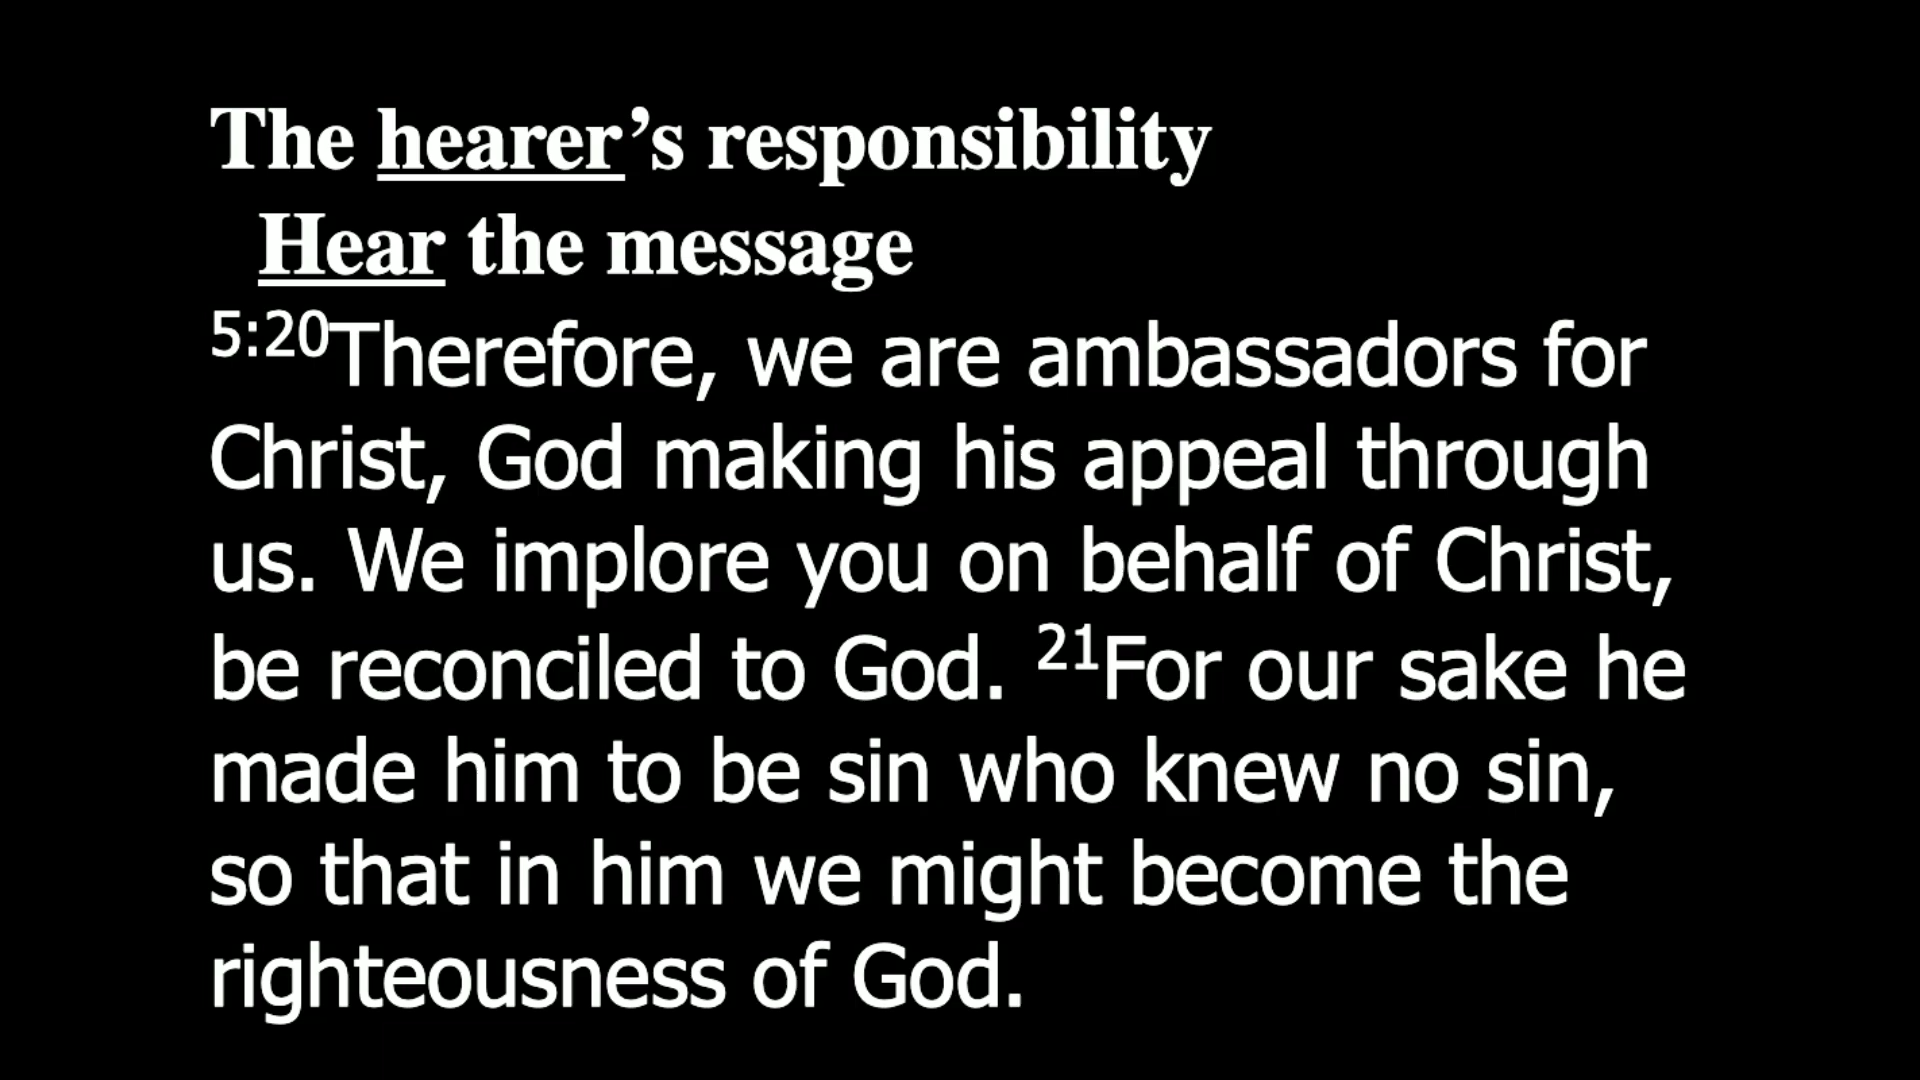 The hearer’s responsibility
Hear the message
5:20Therefore, we are ambassadors for
Christ, God making his appeal through
us. We implore you on behalf of Christ,
be reconciled to God. 21For our sake he
made him to be sin who knew no sin,
so that in him we might become the
righteousness of God.